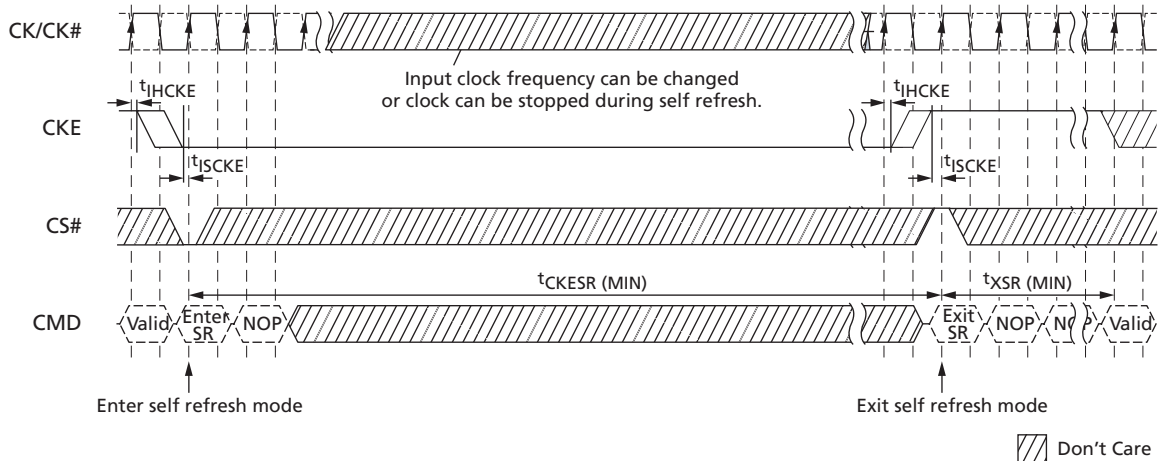 CK/CK#
Input clock frequency can be changed
or clock can be stopped during self refresh.
tIHCKE
tIHCKE
CKE
tISCKE
tISCKE
CS#
tCKESR (MIN)
tXSR (MIN)
CMD
Valid
Enter
SR
NOP
Exit
SR
NOP
NOP
Valid
Enter self refresh mode
Exit self refresh mode
Don't Care